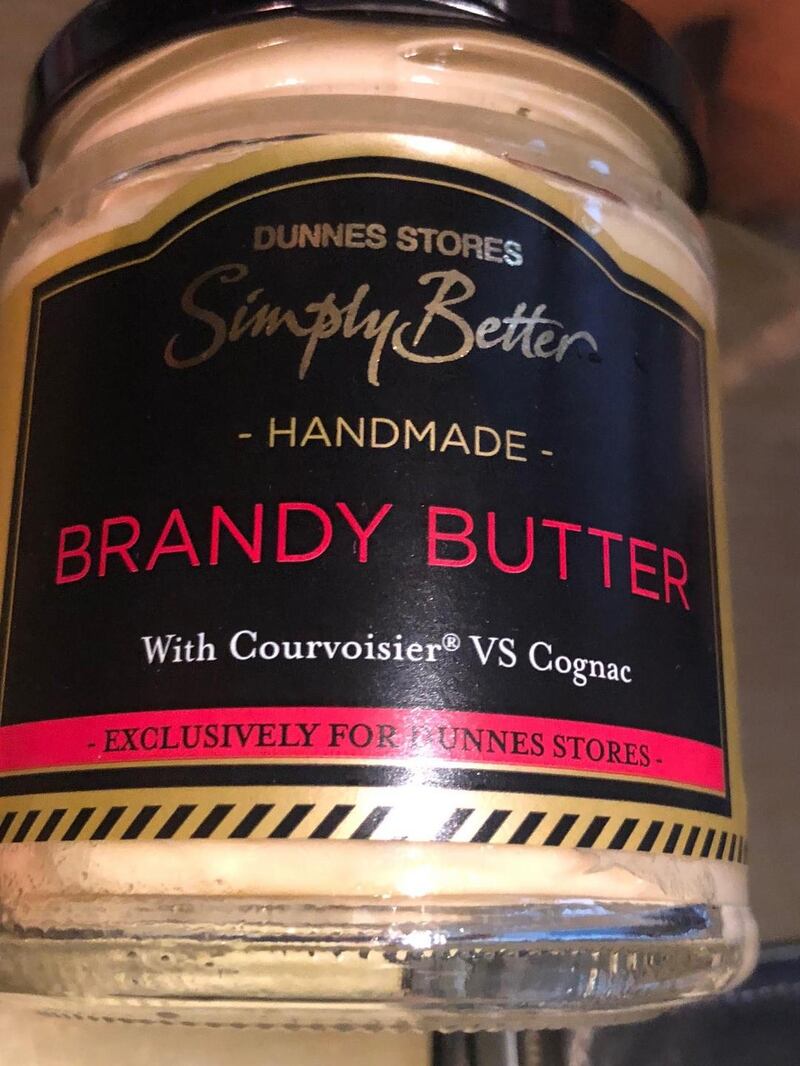 DUNNES STORES
Simply Better
- HANDMADE -
BRANDY BUTTER
With Courvoisier® VS Cognac
- EXCLUSIVELY FOR DUNNES STORES -